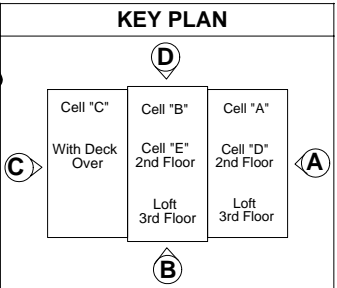 KEY PLAN
D
Cell "C"
With Deck
Over
Cell "B"
Cell "E"
2nd Floor
Loft
3rd Floor
Cell "A"
Cell "D"
2nd Floor
Loft
3rd Floor
C
A
B